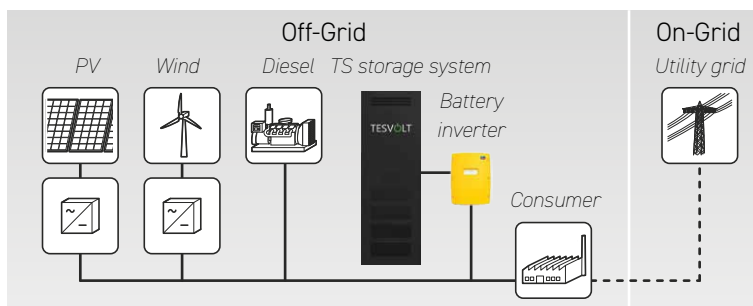 Off-Grid
On-Grid
PV
Wind
Diesel
TS storage system
Utility grid
TESVOLT
Battery
inverter
Consumer